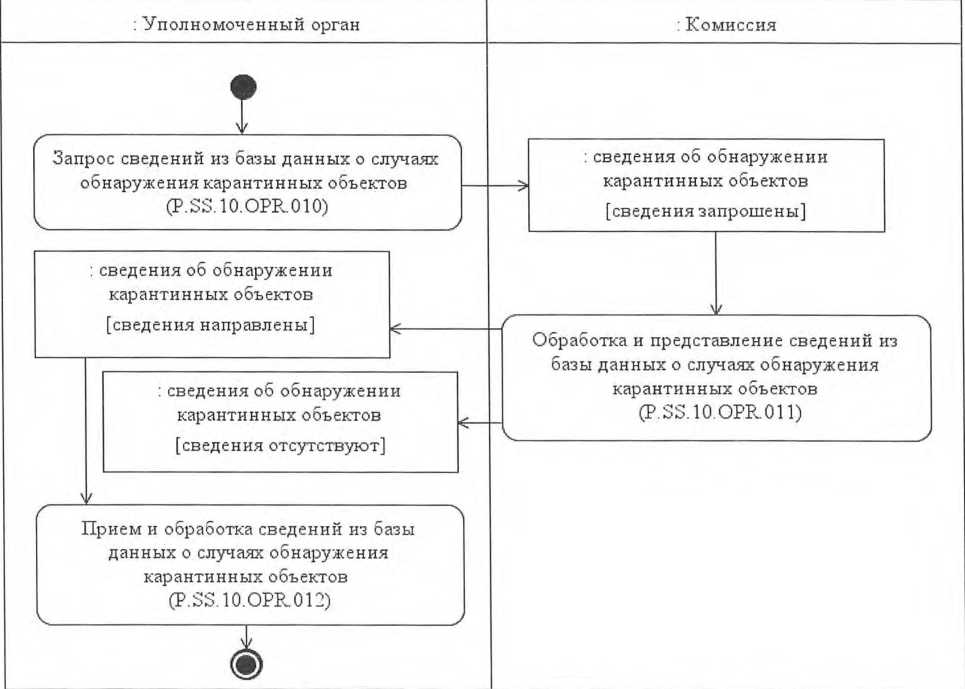 : Уполномоченный орган
: Комиссия
Запрос сведений из базы данных о случаях
обнаружения карантинных объектов
(P.SS.10.OPR.010)
: сведения об обнаружении
карантинных объектов
[сведения запрошены]
: сведения об обнаружении
карантинных объектов
[сведения направлены]
Обработка и представление сведений из
базы данных о случаях обнаружения
карантинных объектов
(P.SS.10.OPR.011)
: сведения об обнаружении
карантинных объектов
[сведения отсутствуют]
Прием и обработка сведений из базы
данных о случаях обнаружения
карантинных объектов
(P.SS.10.OPR.012)